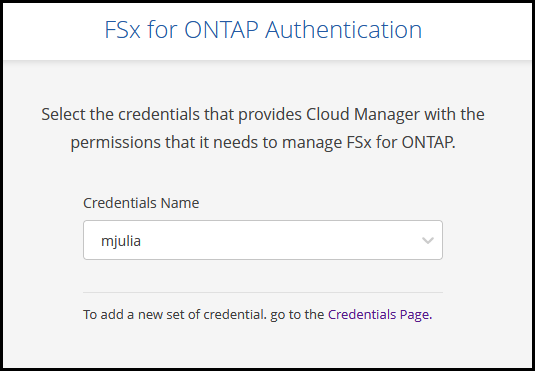 FSx for ONTAP Authentication
Select the credentials that provides Cloud Manager with the
permissions that it needs to manage FSx for ONTAP.
Credentials Name
mjulia
To add a new set of credential. go to the Credentials Page.